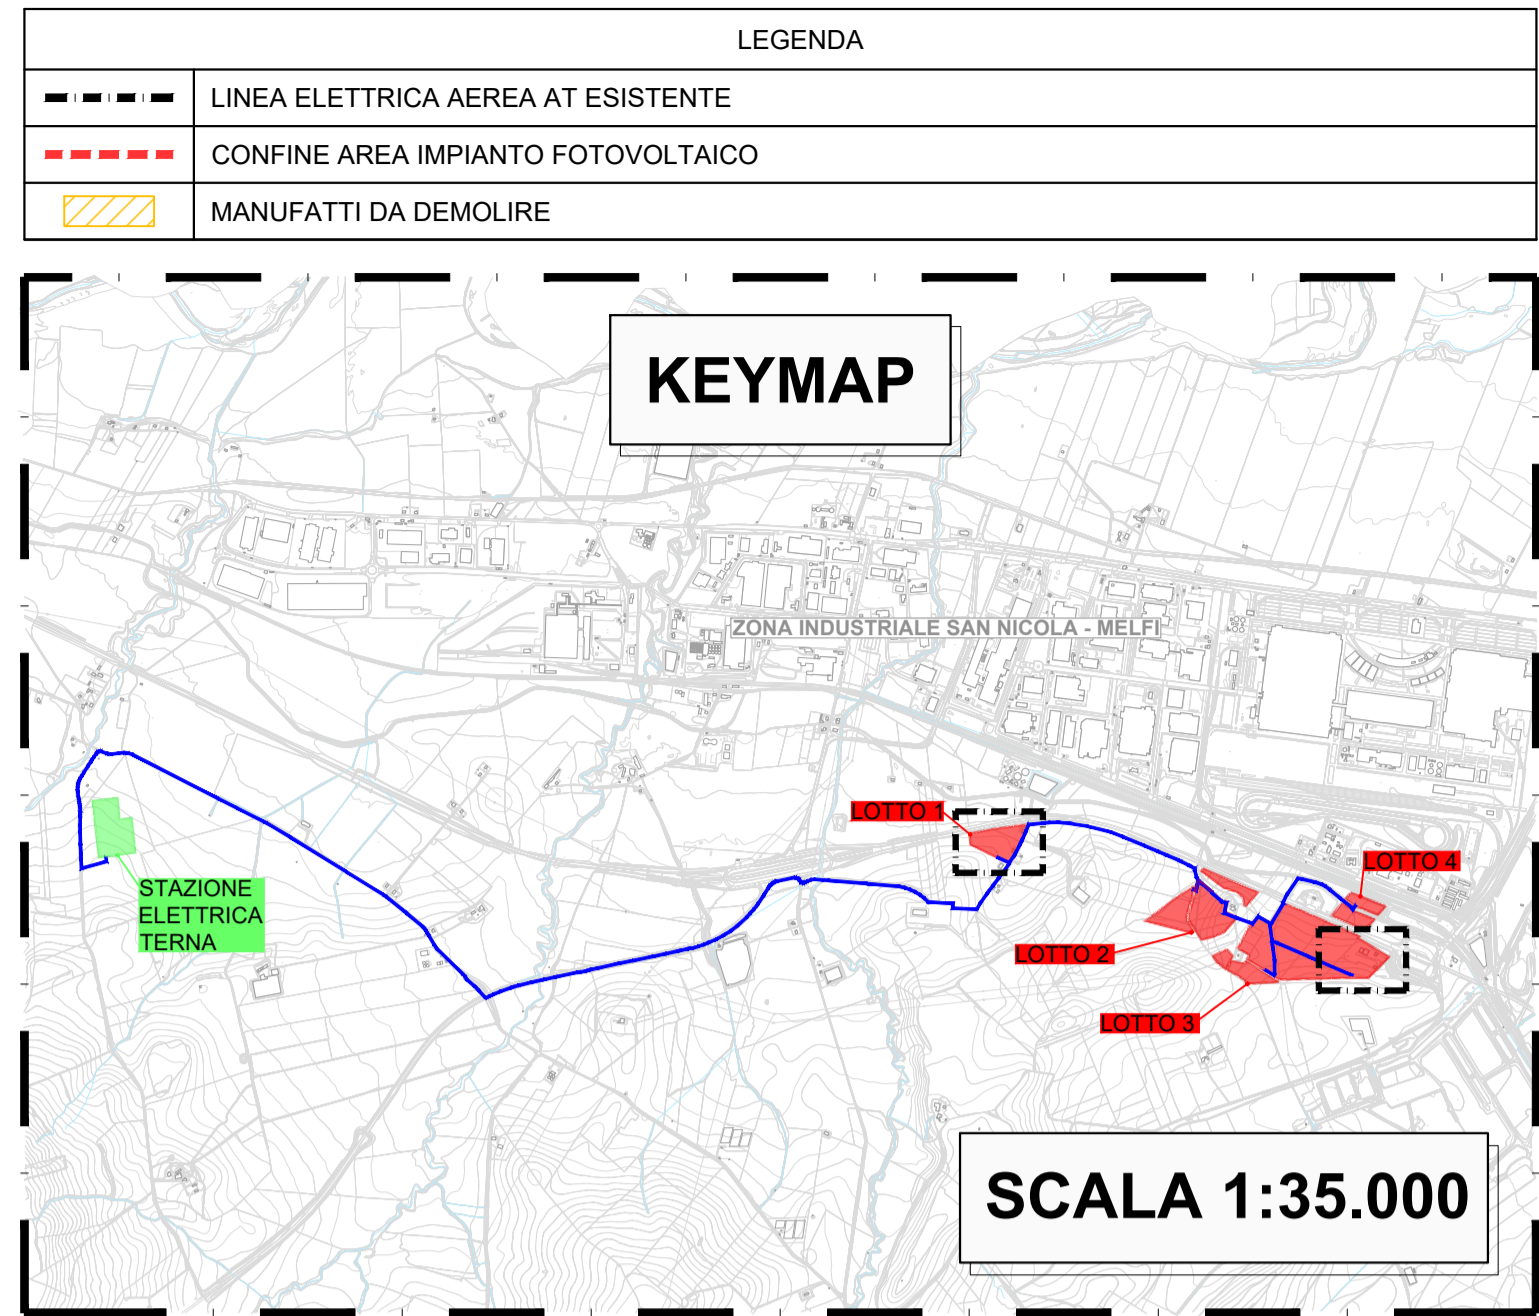 LEGENDA
LINEA ELETTRICA AEREA AT ESISTENTE
CONFINE AREA IMPIANTO FOTOVOLTAICO
MANUFATTI DA DEMOLIRE
KEYMAP
ZONA INDUSTRIALE SAN NICOLA - MELFI
LOTTO 1
LOTTO 4
STAZIONE
ELETTRICA
TERNA
LOTTO 2
LOTTO 3
SCALA 1:35.000